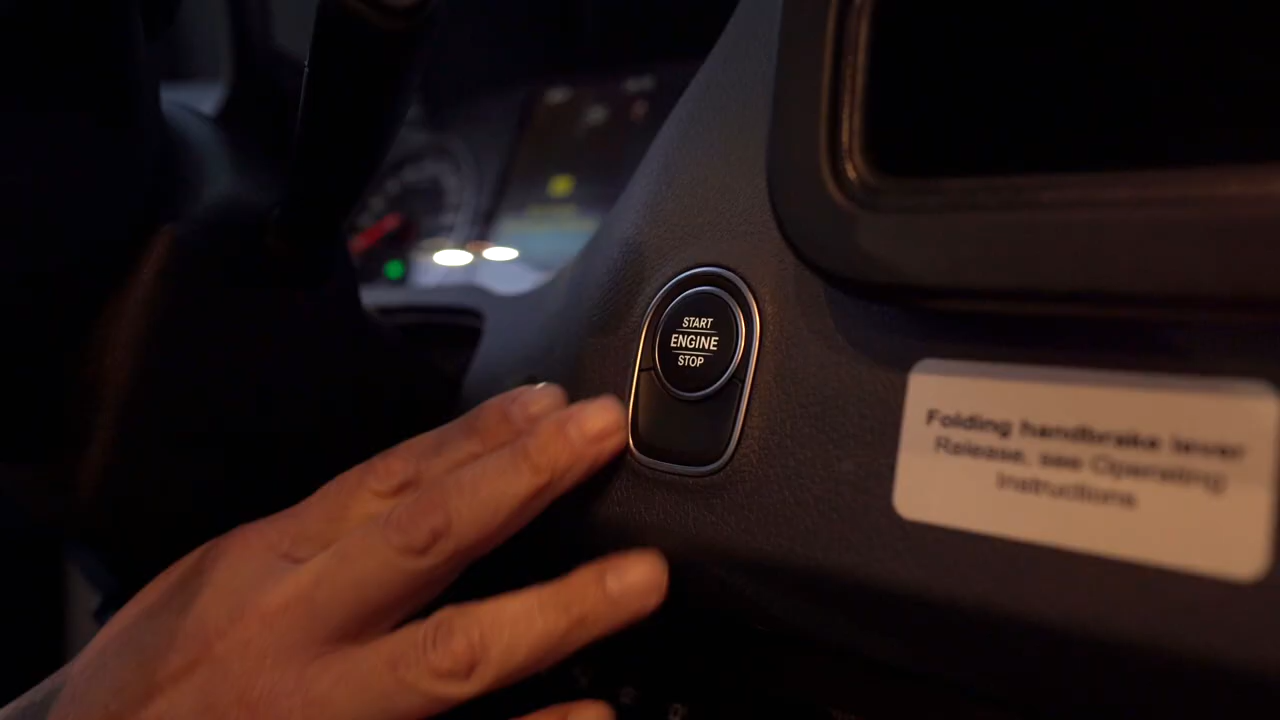 START
ENGINE
STOP
Folding handbrake lever
Release, see Operating
Instructions